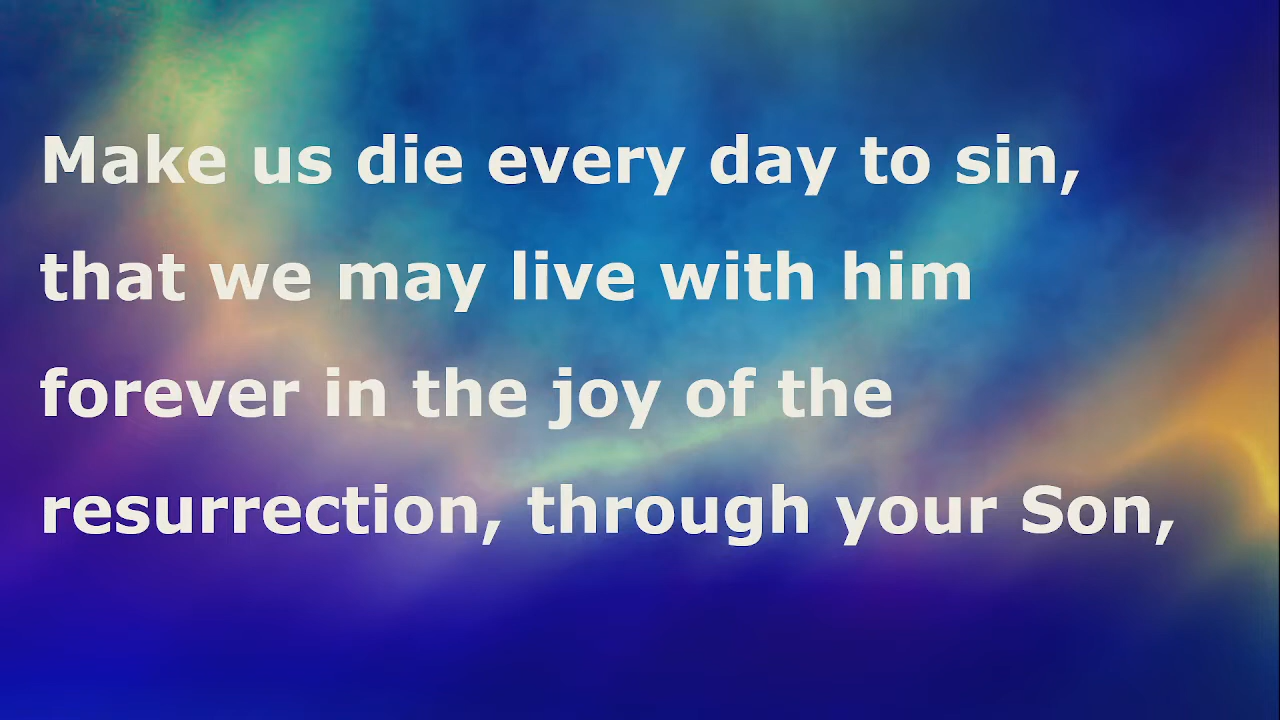 Make us die every day to sin,
that we may live with him
forever in the joy of the
resurrection, through your Son,